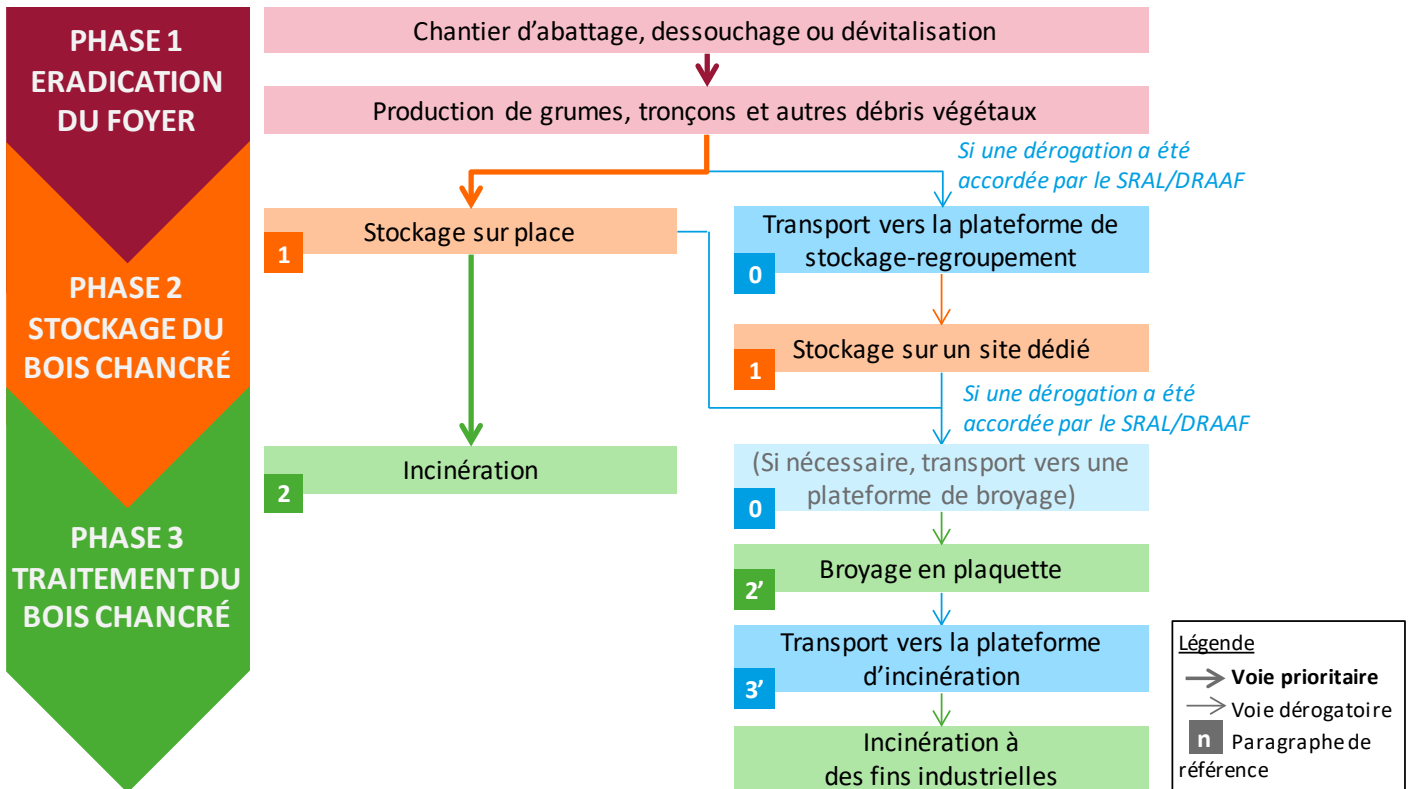 PHASE 1
ERADICATION
DU FOYER
Chantier d'abattage, dessouchage ou dévitalisation
Production de grumes, tronçons et autres débris végétaux
Si une dérogation a été
accordée par le SRAL/DRAAF
PHASE 2
STOCKAGE DU
BOIS CHANCRÉ
Stockage sur place
1
Transport vers la plateforme de
stockage-regroupement
0
Stockage sur un site dédié
1
Si une dérogation a été
accordée par le SRAL/DRAAF
PHASE 3
TRAITEMENT DU
BOIS CHANCRÉ
Incinération
2
(Si nécessaire, transport vers une
plateforme de broyage)
0
Broyage en plaquette
2’
Transport vers la plateforme
d’incinération
3’
Incinération à
des fins industrielles
Légende
Voie prioritaire
Voie dérogatoire
n Paragraphe de
référence